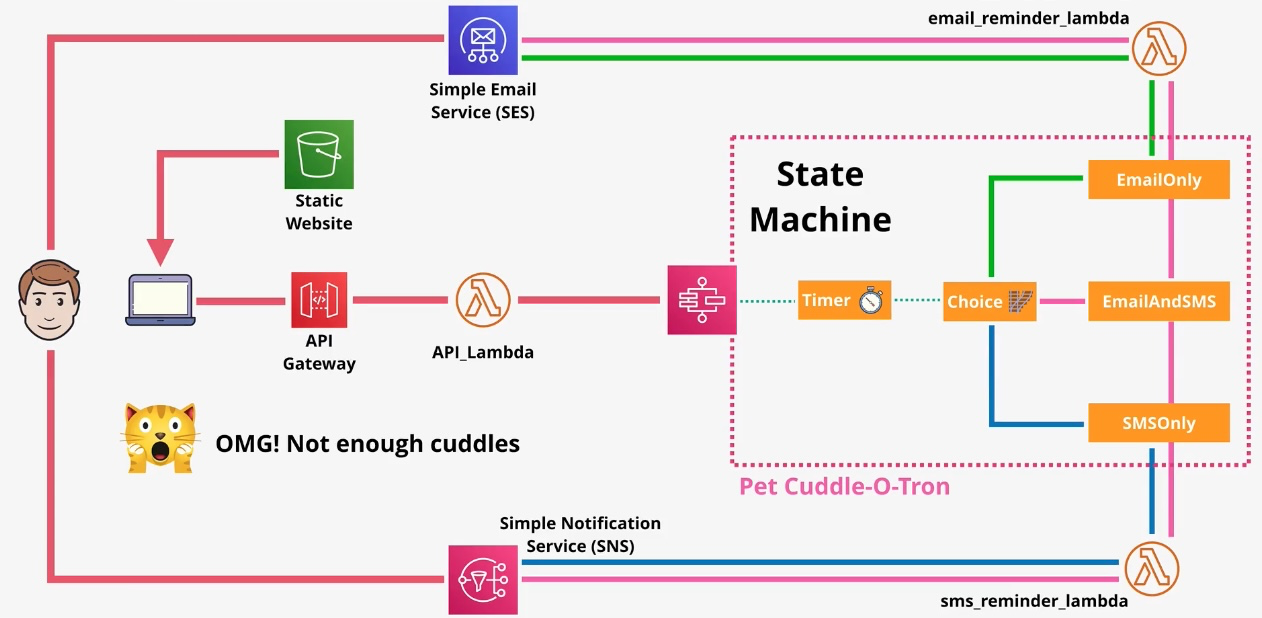 email_reminder_lambda
Simple Email
Service (SES)
Static
Website
State
Machine
EmailOnly
Timer
Choice
EmailAndSMS
API
Gateway
API_Lambda
SMSOnly
OMG! Not enough cuddles
Pet Cuddle-O-Tron
Simple Notification
Service (SNS)
sms_reminder_lambda